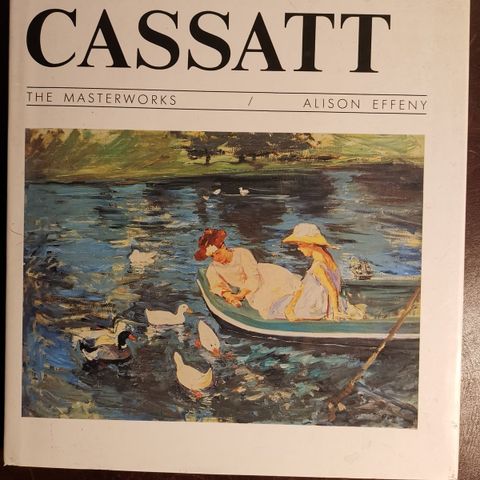 CASSATT
THE MASTERWORKS / ALISON EFFENY